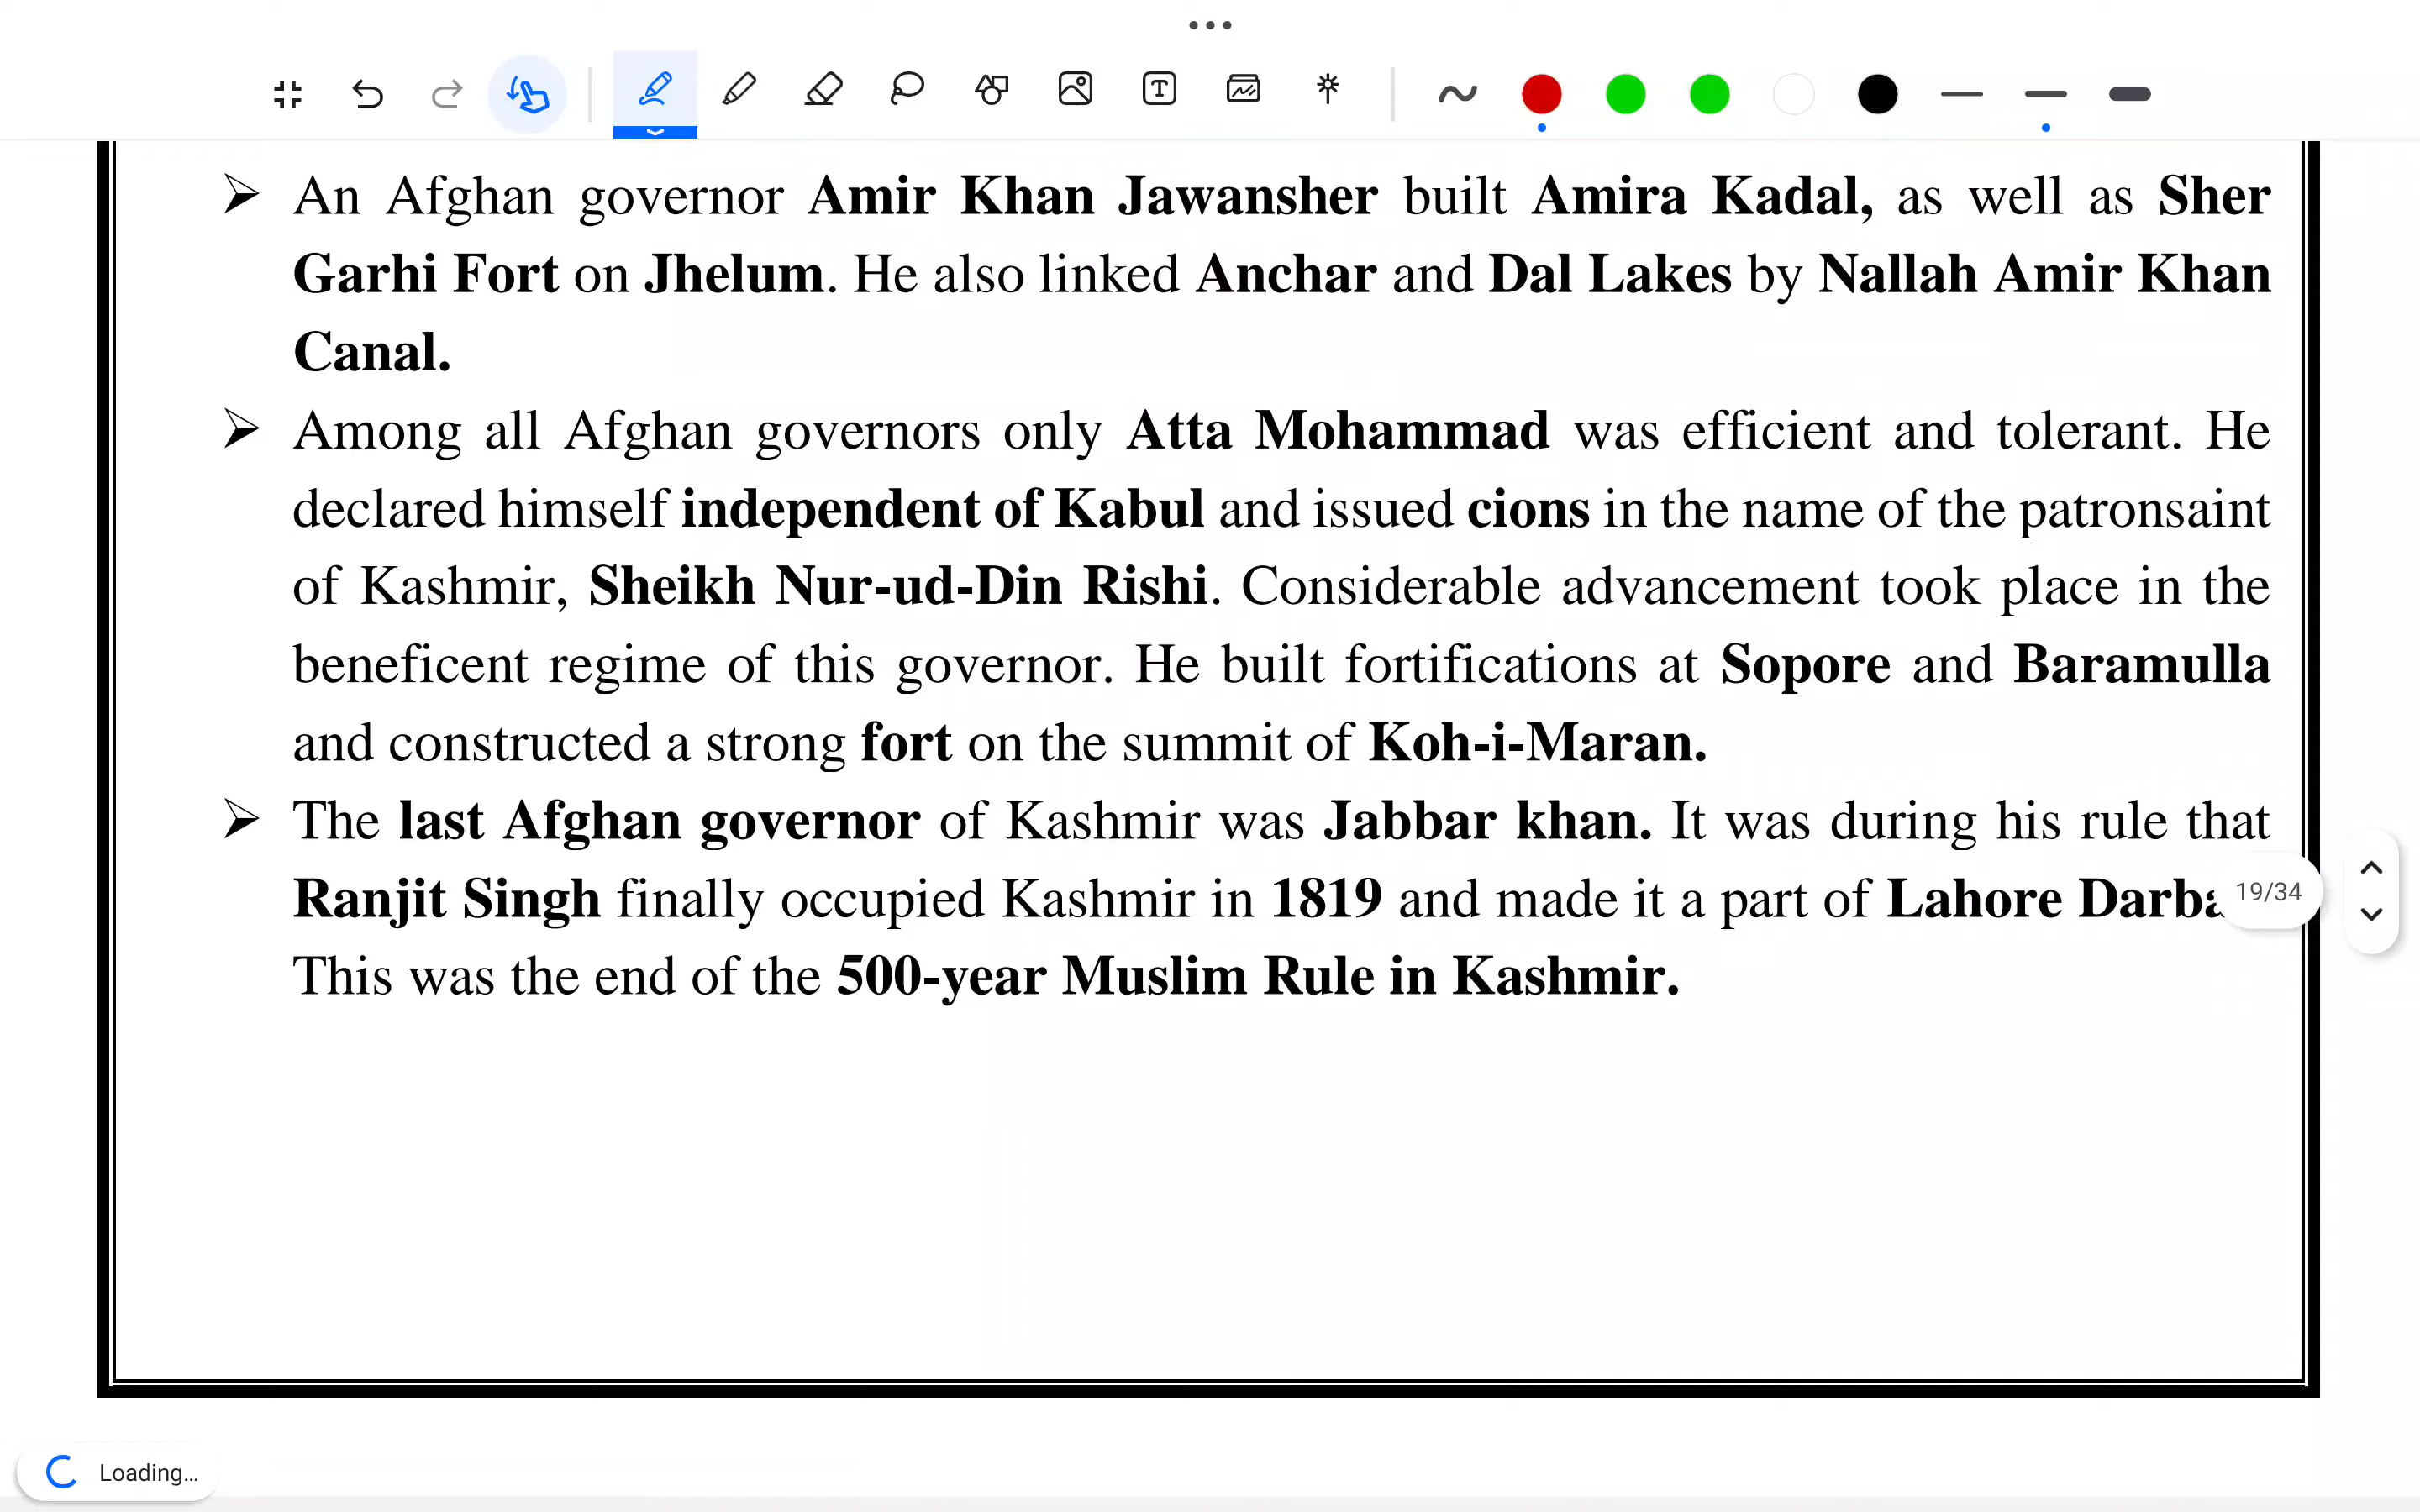 ➢ An Afghan governor Amir Khan Jawansher built Amira Kadal, as well as Sher
Garhi Fort on Jhelum. He also linked Anchar and Dal Lakes by Nallah Amir Khan
Canal.
➢ Among all Afghan governors only Atta Mohammad was efficient and tolerant. He
declared himself independent of Kabul and issued cions in the name of the patronsaint
of Kashmir, Sheikh Nur-ud-Din Rishi. Considerable advancement took place in the
beneficent regime of this governor. He built fortifications at Sopore and Baramulla
and constructed a strong fort on the summit of Koh-i-Maran.
➢ The last Afghan governor of Kashmir was Jabbar khan. It was during his rule that
Ranjit Singh finally occupied Kashmir in 1819 and made it a part of Lahore
19/34
This was the end of the 500-year Muslim Rule in Kashmir.
Loading...